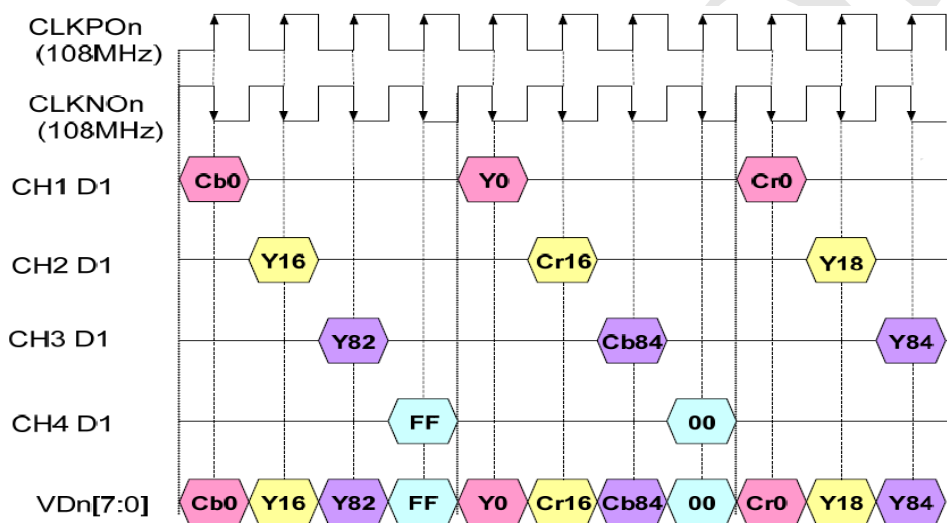 CLKPOn
(108MHz)
CLKNOn
(108MHz)
CH1 D1 Cb0 Y0 Cr0
CH2 D1 Y16 Cr16 Y18
CH3 D1 Y82 Cb84 Y84
CH4 D1 FF 00
VDn[7:0] Cb0 Y16 Y82 FF Y0 Cr16 Cb84 00 Cr0 Y18 Y84